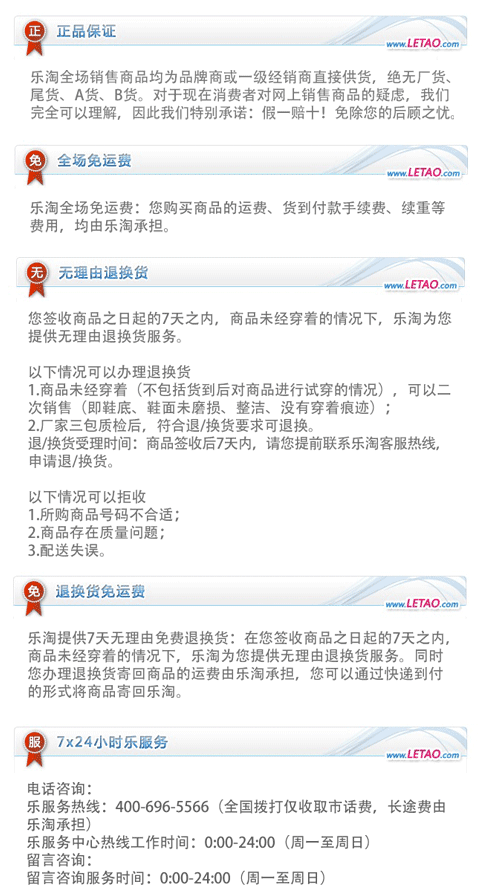 正 正品保证
www.LETAO.com
乐淘全场销售商品均为品牌商或一级经销商直接供货，绝无厂货、
尾货、A货、B货。对于现在消费者对网上销售商品的疑虑，我们
完全可以理解，因此我们特别承诺：假一赔十！免除您的后顾之忧。
免 全场免运费
www.LETAO.com
乐淘全场免运费：您购买商品的运费、货到付款手续费、续重等
费用，均由乐淘承担。
无 无理由退换货
www.LETAO.com
您签收商品之日起的7天之内，商品未经穿着的情况下，乐淘为您
提供无理由退换货服务。
以下情况可以办理退换货
1.商品未经穿着（不包括货到后对商品进行试穿的情况），可以二
次销售（即鞋底、鞋面未磨损、整洁、没有穿着痕迹）；
2.厂家三包质检后，符合退/换货要求可退换。
退/换货受理时间：商品签收后7天内，请您提前联系乐淘客服热线，
申请退/换货。
以下情况可以拒收
1.所购商品号码不合适；
2.商品存在质量问题；
3.配送失误。
免 退换货免运费
www.LETAO.com
乐淘提供7天无理由免费退换货：在您签收商品之日起的7天之内，
商品未经穿着的情况下，乐淘为您提供无理由退换货服务。同时
您办理退换货寄回商品的运费由乐淘承担，您可以通过快递到付
的形式将商品寄回乐淘。
服 7x24小时乐服务
www.LETAO.com
电话咨询：
乐服务热线：400-696-5566（全国拨打仅收取市话费，长途费由
乐淘承担）
乐服务中心热线工作时间：0:00-24:00（周一至周日）
留言咨询：
留言咨询服务时间：0:00-24:00（周一至周日）